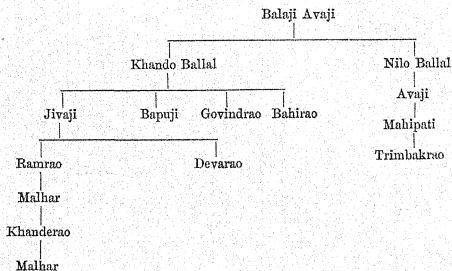 Balaji Avaji
Khando Ballal Nilo Ballal
Avaji
Jivaji Bapuji Govindrao Bahirao
Mahipati
Ramrao Devarao Trimbakrao
Malhar
Khanderao
Malhar